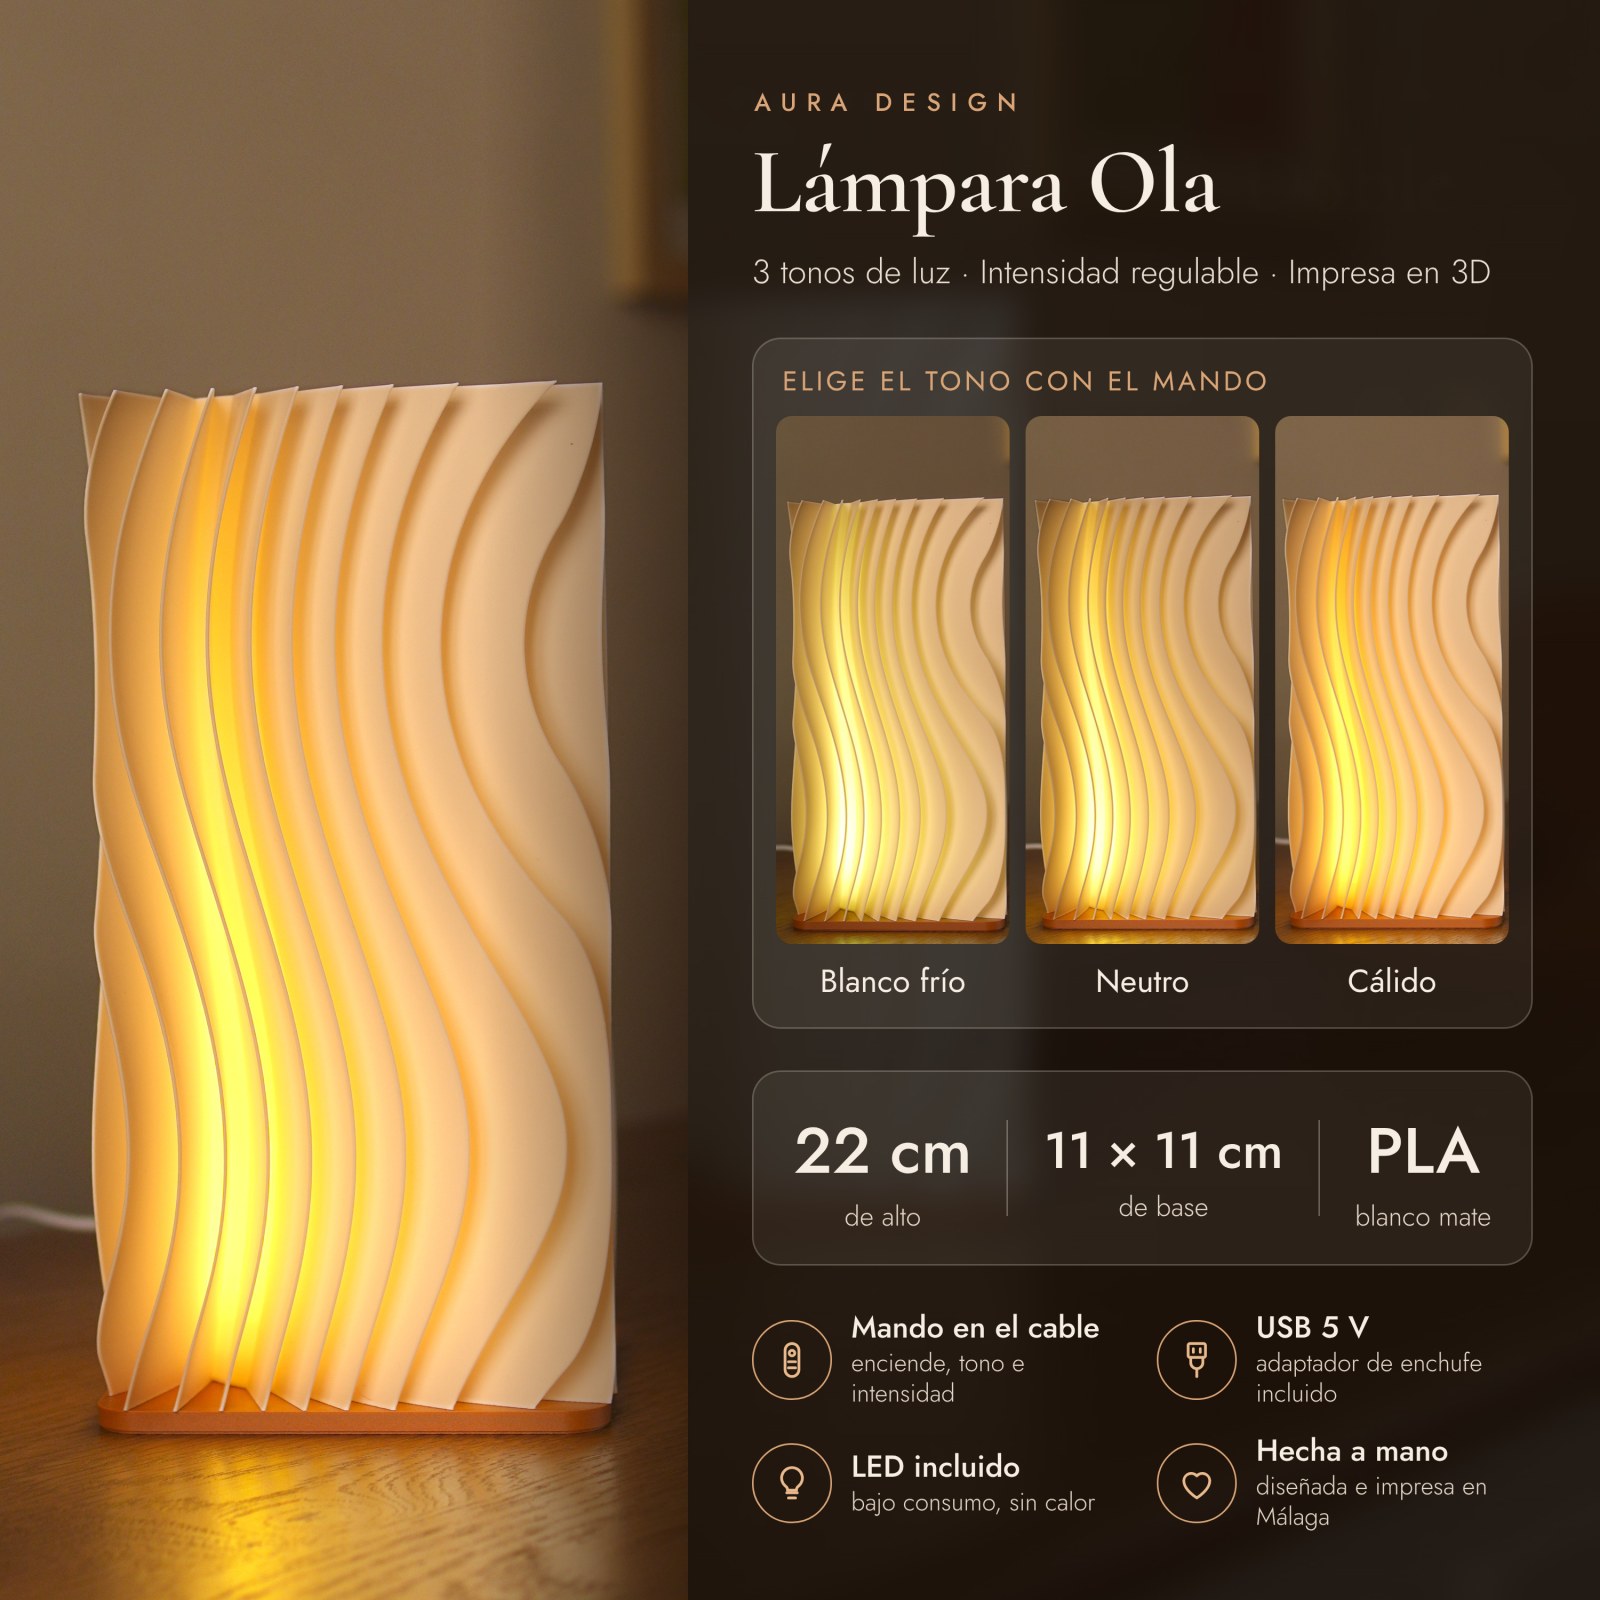 AURA DESIGN
Lámpara Ola
3 tonos de luz · Intensidad regulable · Impresa en 3D
ELIGE EL TONO CON EL MANDO
Blanco frío
Neutro
Cálido
22 cm
de alto
11 × 11 cm
de base
PLA
blanco mate
Mando en el cable
enciende, tono e
intensidad
USB 5 V
adaptador de enchufe
incluido
LED incluido
bajo consumo, sin calor
Hecha a mano
diseñada e impresa en
Málaga